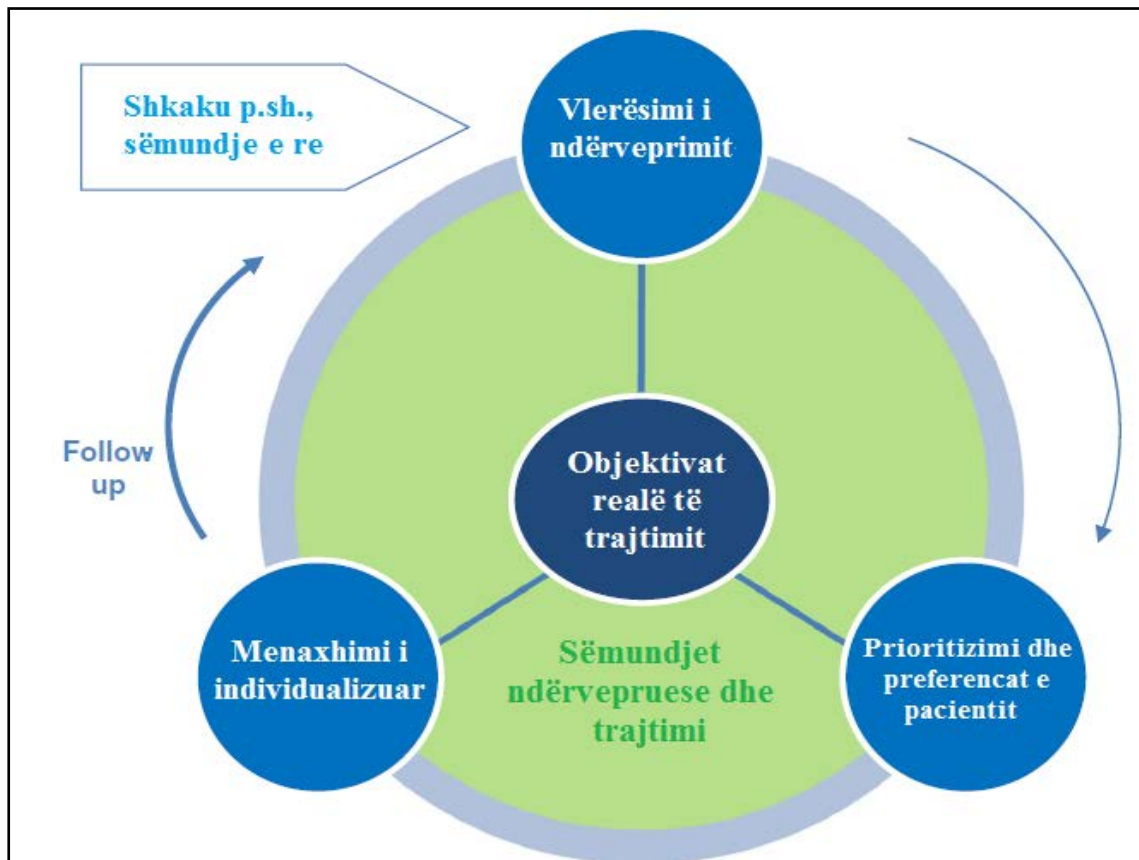 Shkaku p.sh.,
sëmundje e re
Vlerësimi i
ndërveprimit
Follow
up
Objektivat
realë të
trajtimit
Menaxhimi i
individualizuar
Sëmundjet
ndërvepruese dhe
trajtimi
Prioritizimi dhe
preferencat e
pacientit